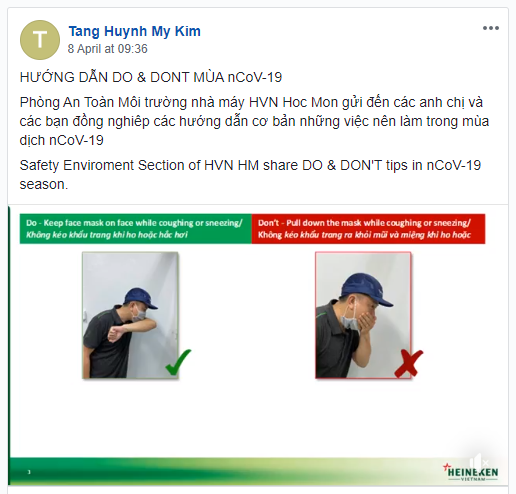 T
Tang Huynh My Kim
8 April at 09:36
HƯỚNG DẪN DO & DONT MÙA nCoV-19
Phòng An Toàn Môi trường nhà máy HVN Hoc Mon gửi đến các anh chị và
các bạn đồng nghiêp các hướng dẫn cơ bản những việc nên làm trong mùa
dịch nCoV-19
Safety Enviroment Section of HVN HM share DO & DON'T tips in nCoV-19
season.
Do - Keep face mask on face while coughing or sneezing/
Không kéo khẩu trang khi ho hoặc hắc hơi
Don't - Pull down the mask while coughing or sneezing/
Không kéo khẩu trang ra khỏi mũi và miệng khi ho hoặc
3
HEINEKEN
VIETNAM